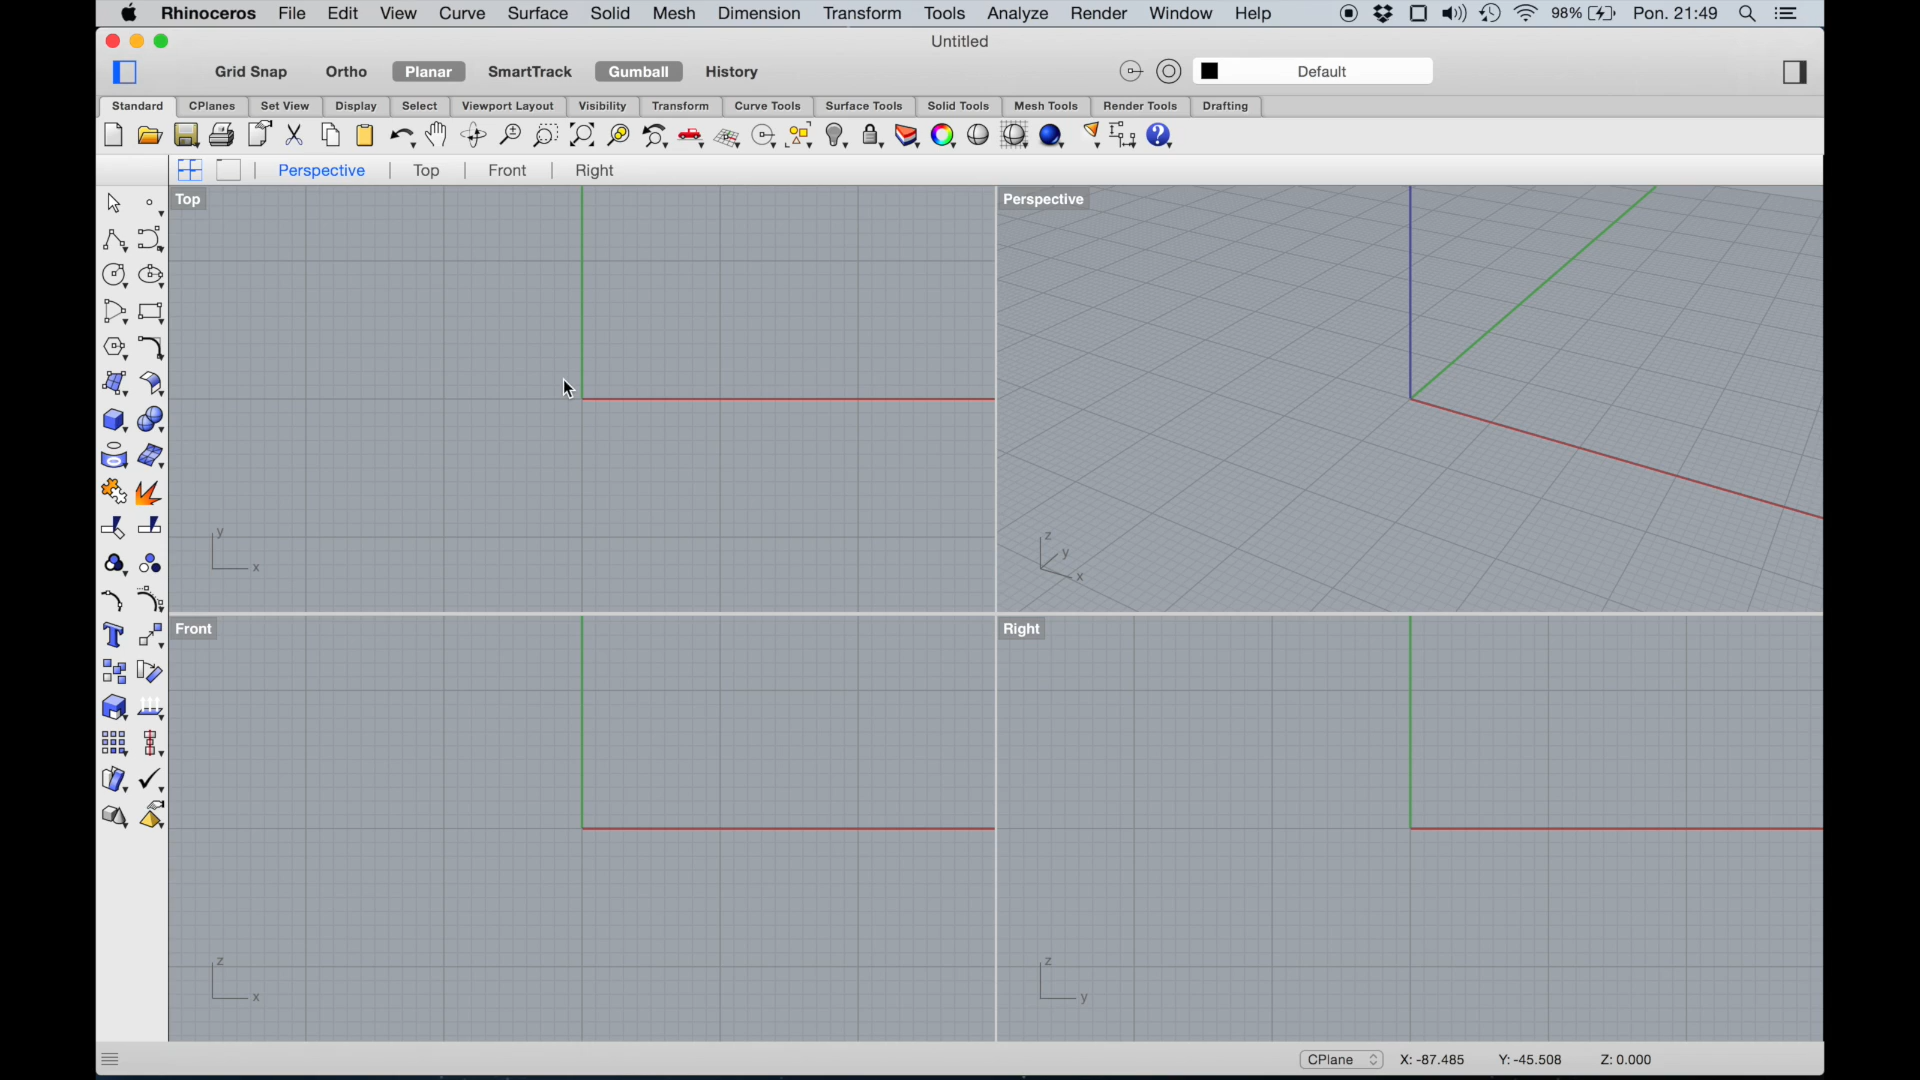 Rhinoceros File Edit View Curve Surface Solid Mesh Dimension Transform Tools Analyze Render Window Help 98% Pon. 21:49
Untitled
Grid Snap Ortho Planar SmartTrack Gumball History Default
Standard CPlanes Set View Display Select Viewport Layout Visibility Transform Curve Tools Surface Tools Solid Tools Mesh Tools Render Tools Drafting
Perspective Top Front Right
Top Perspective
y
x
z
y
x
Front Right
z
x
z
y
CPlane X: -87.485 Y: -45.508 Z: 0.000